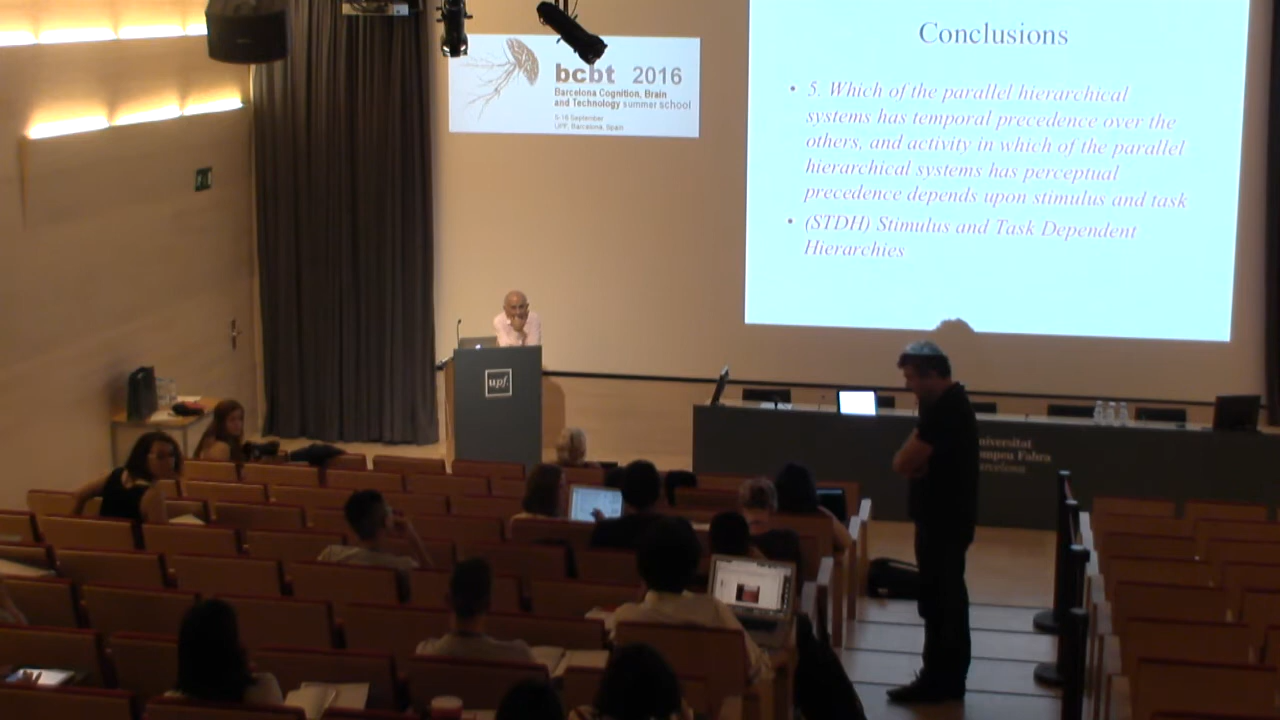 bcbt 2016
Barcelona Cognition, Brain
and Technology summer school
UPF, Barcelona, Spain
Conclusions
• 5. Which of the parallel hierarchical
systems has temporal precedence over the
others, and activity in which of the parallel
hierarchical systems has perceptual
precedence depends upon stimulus and task
• (STDH) Stimulus and Task Dependent
Hierarchies
upf.